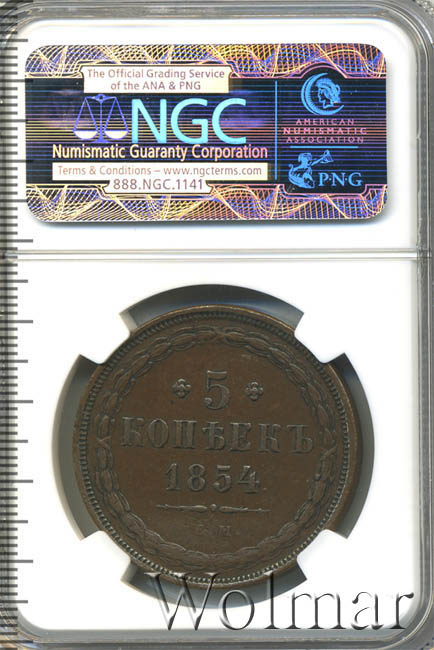 The Official Grading Service
of the ANA & PNG
NGC
Numismatic Guaranty Corporation
Terms & Conditions – www.ngcterms.com
888.NGC.1141
AMERICAN
NUMISMATIC
ASSOCIATION
P·N·G
5
КОПѢЕКЪ
1854
Е.М.
Wolmar